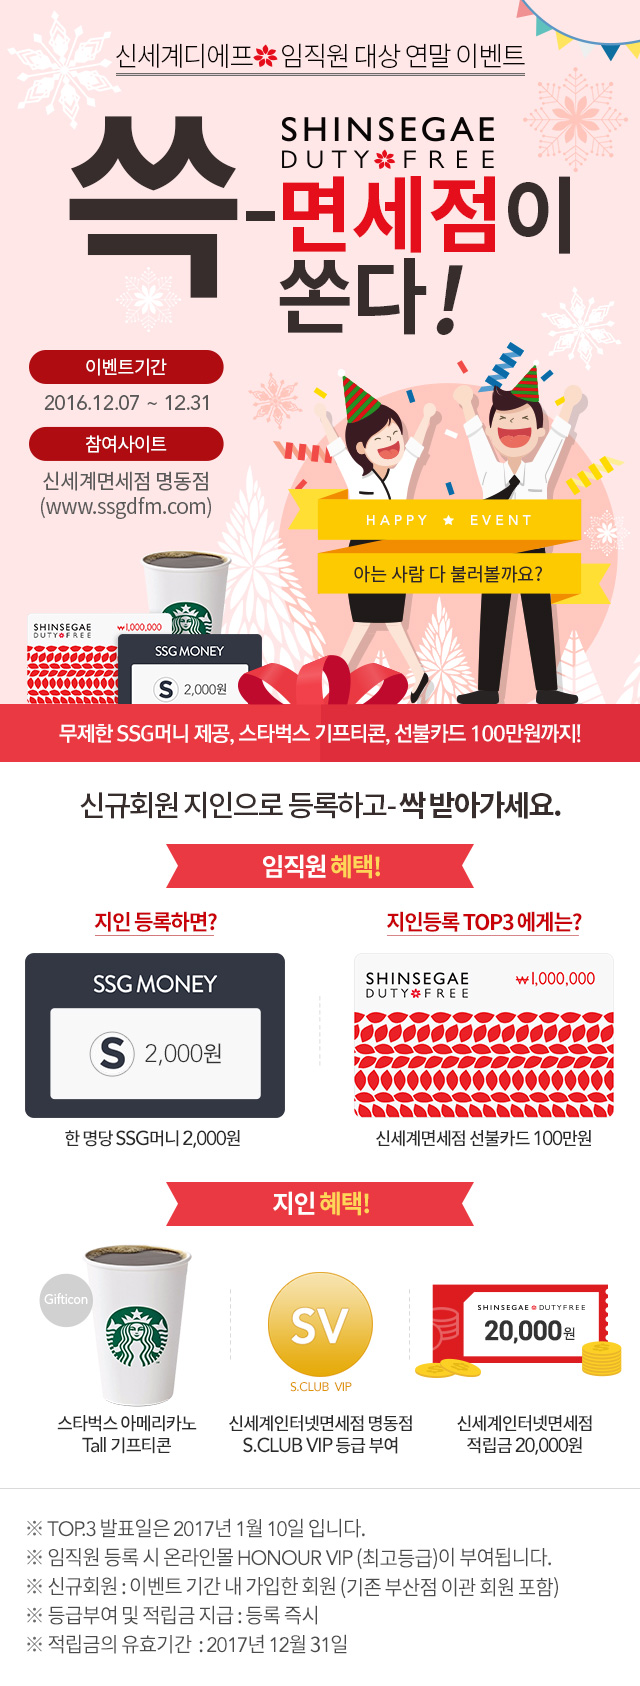 신세계디에프 임직원 대상 연말 이벤트
쓱-
SHINSEGAE
DUTY FREE
면세점이
쏜다!
이벤트기간
2016.12.07 ~ 12.31
참여사이트
신세계면세점 명동점
(www.ssgdfm.com)
HAPPY ★ EVENT
아는 사람 다 불러볼까요?
SHINSEGAE
DUTY FREE
₩1,000,000
SSG MONEY
S 2,000원
무제한 SSG머니 제공, 스타벅스 기프티콘, 선불카드 100만원까지!
신규회원 지인으로 등록하고- 싹 받아가세요.
임직원 혜택!
지인 등록하면?
SSG MONEY
S 2,000원
한 명당 SSG머니 2,000원
지인등록 TOP3 에게는?
SHINSEGAE
DUTY FREE
₩1,000,000
신세계면세점 선불카드 100만원
지인 혜택!
Gifticon
스타벅스 아메리카노
Tall 기프티콘
SV
S.CLUB VIP
신세계인터넷면세점 명동점
S.CLUB VIP 등급 부여
SHINSEGAE DUTYFREE
20,000원
신세계인터넷면세점
적립금 20,000원
※ TOP.3 발표일은 2017년 1월 10일 입니다.
※ 임직원 등록 시 온라인몰 HONOUR VIP (최고등급)이 부여됩니다.
※ 신규회원 : 이벤트 기간 내 가입한 회원 (기존 부산점 이관 회원 포함)
※ 등급부여 및 적립금 지급 : 등록 즉시
※ 적립금의 유효기간 : 2017년 12월 31일